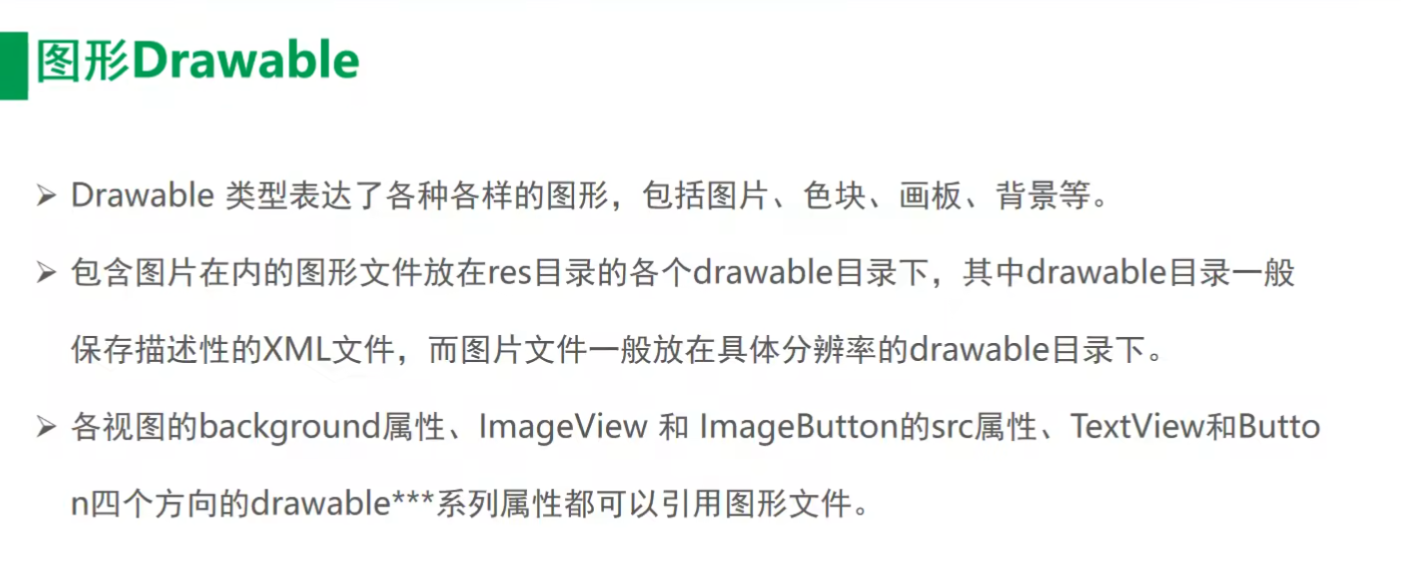 图形Drawable
➢ Drawable 类型表达了各种各样的图形，包括图片、色块、画板、背景等。
➢ 包含图片在内的图形文件放在res目录的各个drawable目录下，其中drawable目录一般
保存描述性的XML文件，而图片文件一般放在具体分辨率的drawable目录下。
➢ 各视图的background属性、ImageView 和 ImageButton的src属性、TextView和Butto
n四个方向的drawable***系列属性都可以引用图形文件。